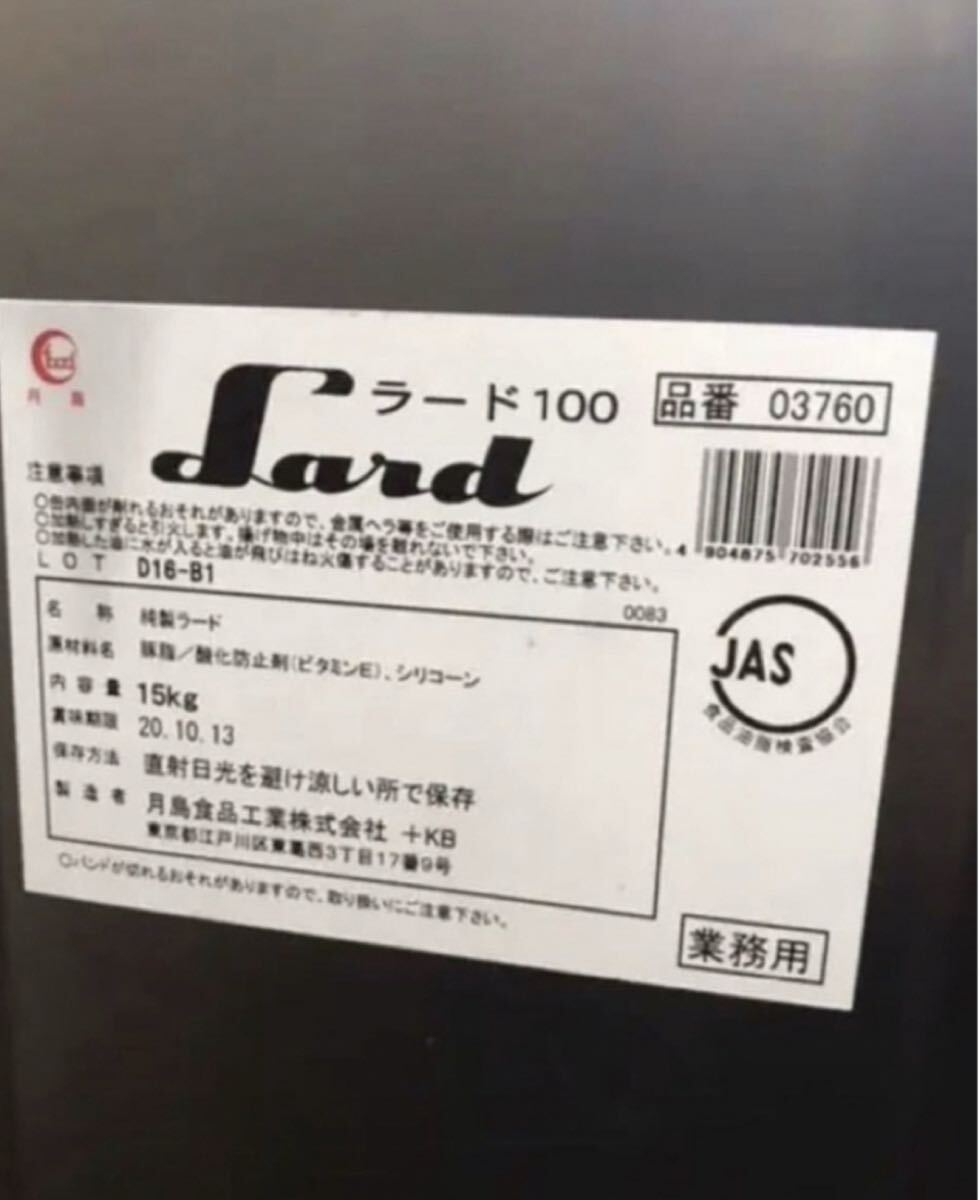 月島
ラード100
Lard
品番 03760
注意事項
○缶内面が削れるおそれがありますので、金属ヘラ等をご使用する際はご注意下さい。
○加熱しすぎると引火します。揚げ物中はその場を離れないで下さい。
○加熱した油に水が入ると油が飛びはね火傷することがありますので、ご注意下さい。
4 904875 702556
LOT D16-B1
0083
名称 純製ラード
原材料名 豚脂／酸化防止剤(ビタミンE)、シリコーン
内容量 15kg
賞味期限 20.10.13
保存方法 直射日光を避け涼しい所で保存
製造者 月島食品工業株式会社 +KB
東京都江戸川区東葛西3丁目17番9号
JAS
食品油脂検査協会
○バンドが切れるおそれがありますので、取り扱いにご注意下さい。
業務用